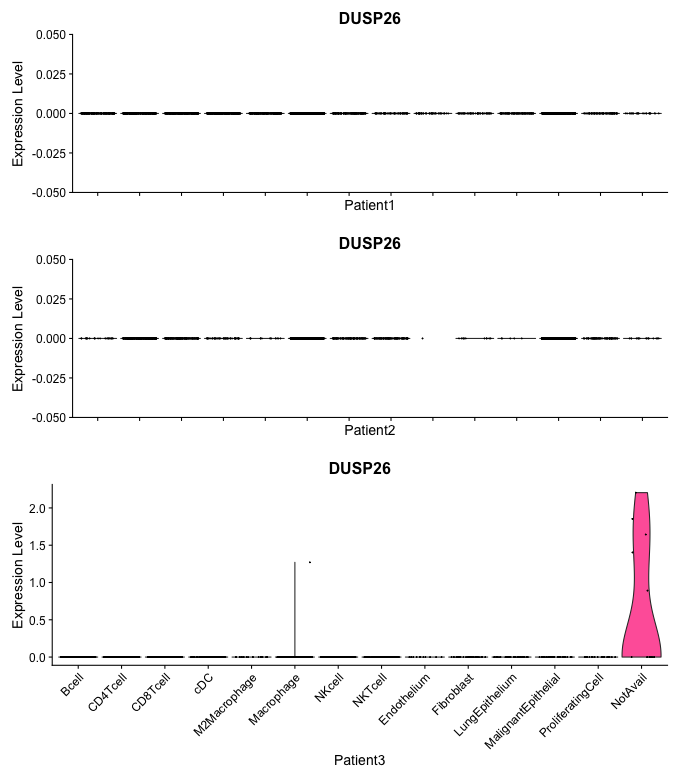 DUSP26
Expression Level
0.050
0.025
0.000
-0.025
-0.050
Patient1
DUSP26
Expression Level
0.050
0.025
0.000
-0.025
-0.050
Patient2
DUSP26
Expression Level
2.0
1.5
1.0
0.5
0.0
Bcell
CD4Tcell
CD8Tcell
cDC
M2Macrophage
Macrophage
NKcell
NKTcell
Endothelium
Fibroblast
LungEpithelium
MalignantEpithelial
ProliferatingCell
NotAvail
Patient3